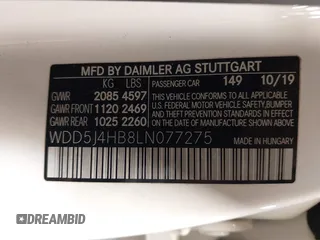 MFD BY DAIMLER AG STUTTGART
KG LBS PASSENGER CAR 149 10/19
GVWR 2085 4597 THIS VEHICLE CONFORMS TO ALL APPLICABLE
GAWR FRONT 1120 2469 U.S. FEDERAL MOTOR VEHICLE SAFETY, BUMPER,
GAWR REAR 1025 2260 AND THEFT PREVENTION STANDARDS IN EFFECT
ON THE DATE OF MANUFACTURE SHOWN ABOVE.
WDD5J4HB8LN077275
MADE IN HUNGARY
DREAMBID